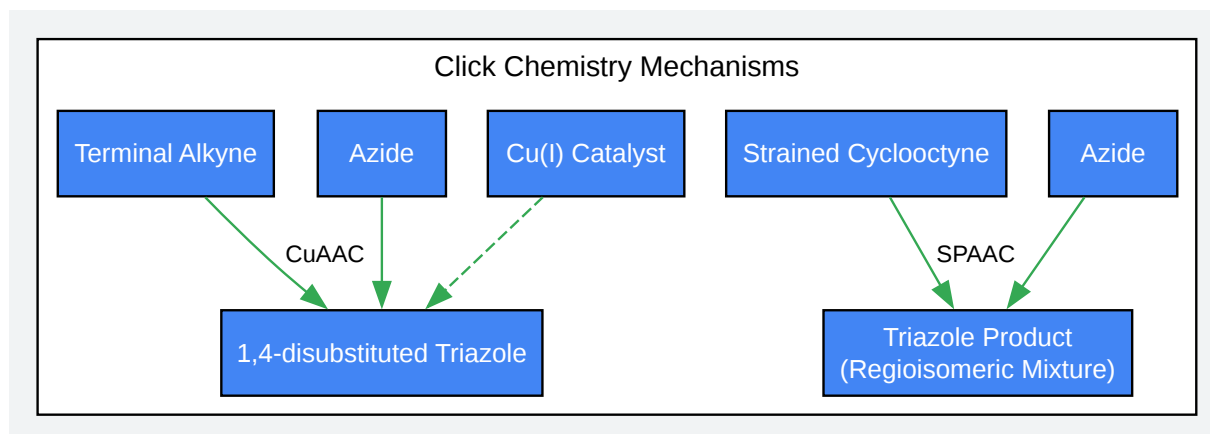 Click Chemistry Mechanisms
Terminal Alkyne
Azide
Cu(I) Catalyst
Strained Cyclooctyne
Azide
CuAAC
SPAAC
1,4-disubstituted Triazole
Triazole Product
(Regioisomeric Mixture)